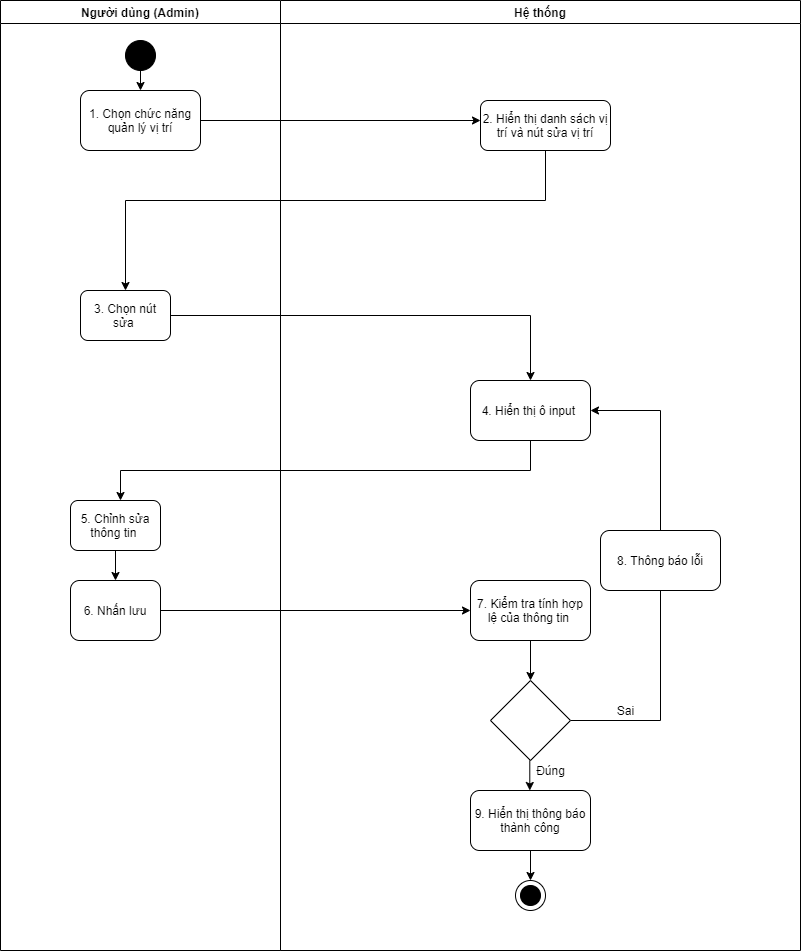 Người dùng (Admin)
Hệ thống
1. Chọn chức năng
quản lý vị trí
2. Hiển thị danh sách vị
trí và nút sửa vị trí
3. Chọn nút
sửa
4. Hiển thị ô input
5. Chỉnh sửa
thông tin
8. Thông báo lỗi
6. Nhấn lưu
7. Kiểm tra tính hợp
lệ của thông tin
Sai
Đúng
9. Hiển thị thông báo
thành công